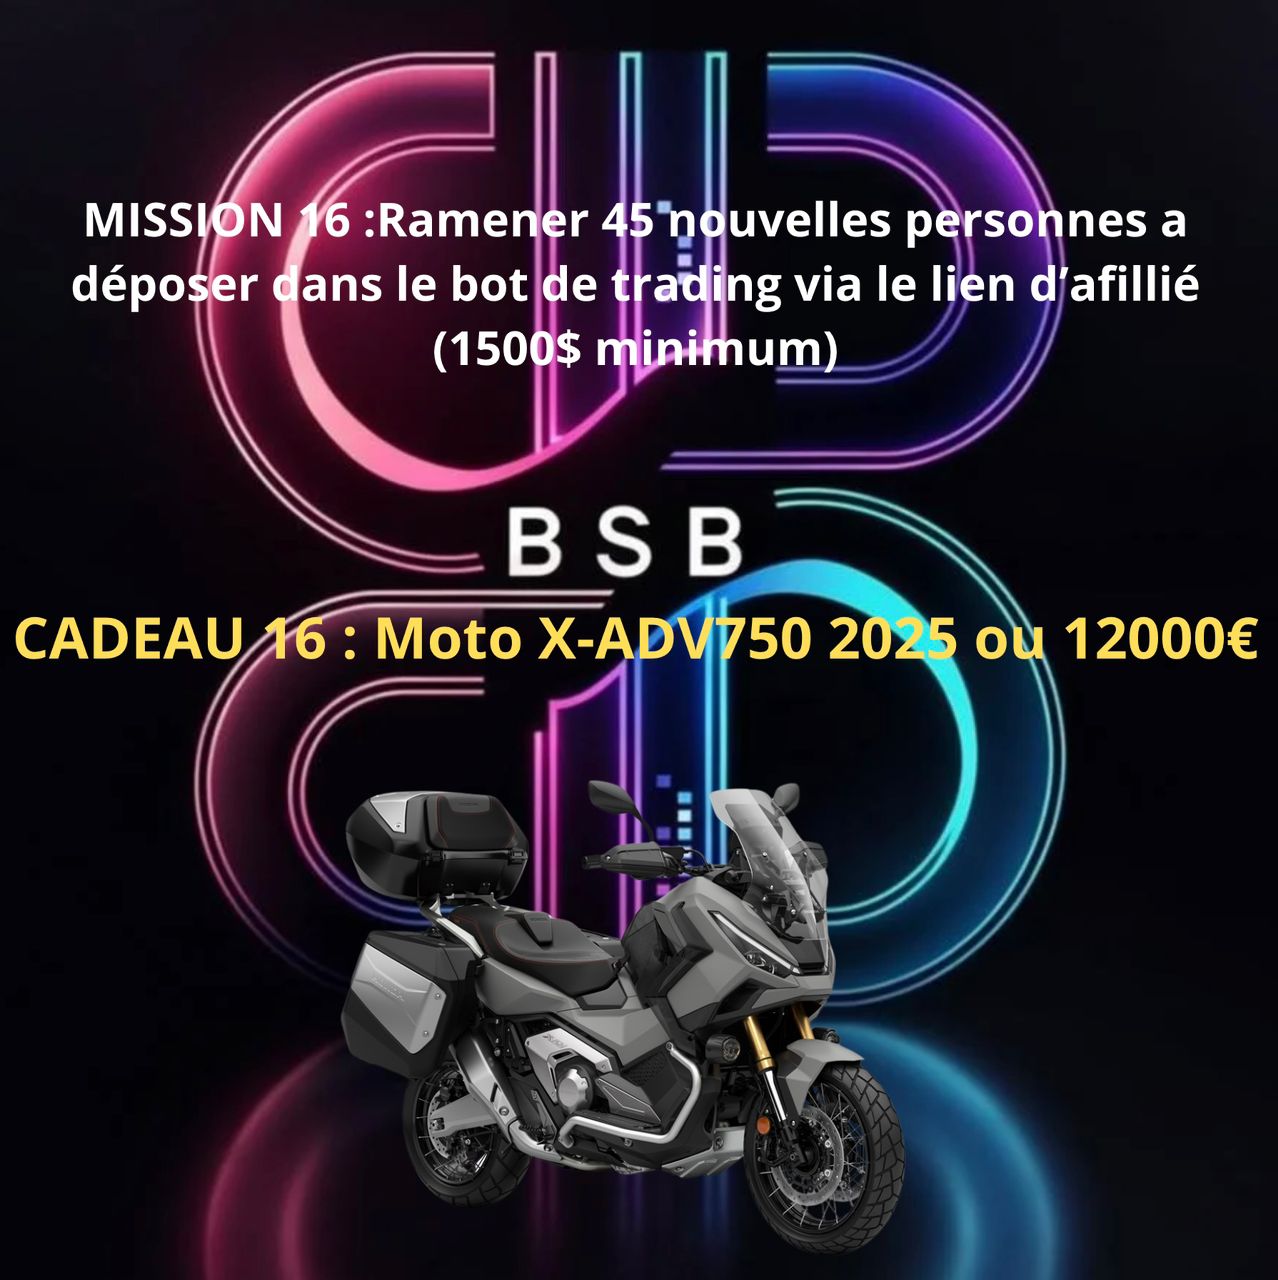 MISSION 16 :Ramener 45 nouvelles personnes a
déposer dans le bot de trading via le lien d’afillié
(1500$ minimum)
BSB
CADEAU 16 : Moto X-ADV750 2025 ou 12000€